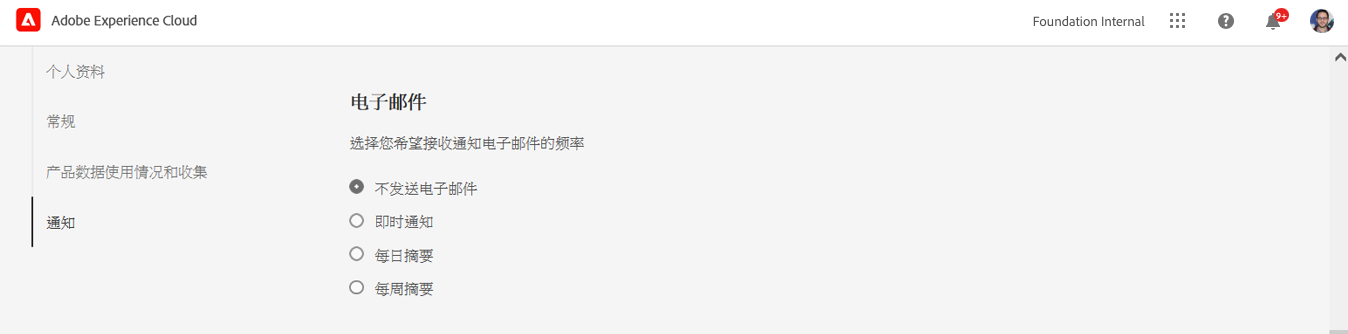 Adobe Experience Cloud
Foundation Internal
9+
个人资料
常规
产品数据使用情况和收集
通知
电子邮件
选择您希望接收通知电子邮件的频率
不发送电子邮件
即时通知
每日摘要
每周摘要